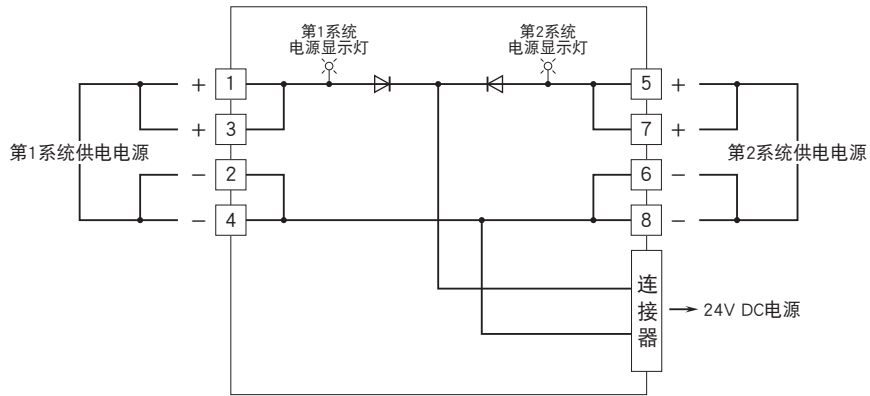 第1系统
电源显示灯
第2系统
电源显示灯
+ 1
5 +
+ 3
7 +
第1系统供电电源
第2系统供电电源
− 2
6 −
− 4
8 −
连接器
24V DC电源